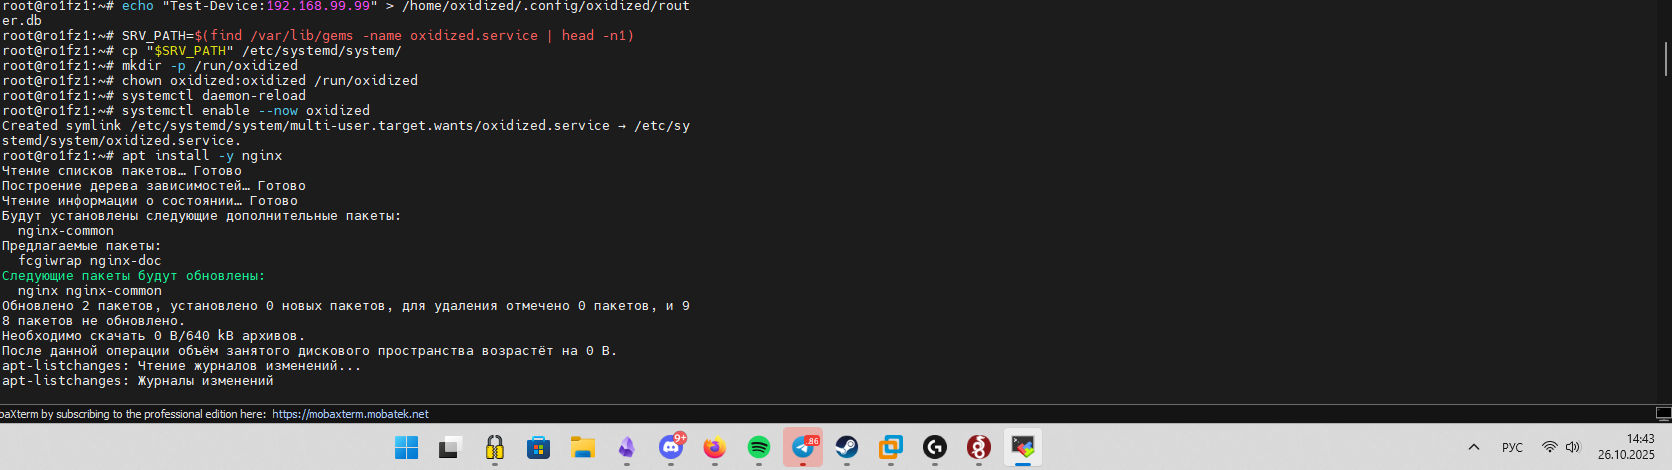 root@ro1fz1:~# echo "Test-Device:192.168.99.99" > /home/oxidized/.config/oxidized/rout
er.db
root@ro1fz1:~# SRV_PATH=$(find /var/lib/gems -name oxidized.service | head -n1)
root@ro1fz1:~# cp "$SRV_PATH" /etc/systemd/system/
root@ro1fz1:~# mkdir -p /run/oxidized
root@ro1fz1:~# chown oxidized:oxidized /run/oxidized
root@ro1fz1:~# systemctl daemon-reload
root@ro1fz1:~# systemctl enable --now oxidized
Created symlink /etc/systemd/system/multi-user.target.wants/oxidized.service → /etc/sy
stemd/system/oxidized.service.
root@ro1fz1:~# apt install -y nginx
Чтение списков пакетов… Готово
Построение дерева зависимостей… Готово
Чтение информации о состоянии… Готово
Будут установлены следующие дополнительные пакеты:
nginx-common
Предлагаемые пакеты:
fcgiwrap nginx-doc
Следующие пакеты будут обновлены:
nginx nginx-common
Обновлено 2 пакетов, установлено 0 новых пакетов, для удаления отмечено 0 пакетов, и 9
8 пакетов не обновлено.
Необходимо скачать 0 B/640 kB архивов.
После данной операции объём занятого дискового пространства возрастёт на 0 B.
apt-listchanges: Чтение журналов изменений...
apt-listchanges: Журналы изменений
baXterm by subscribing to the professional edition here: https://mobaxterm.mobatek.net
9+
86
РУС
14:43
26.10.2025